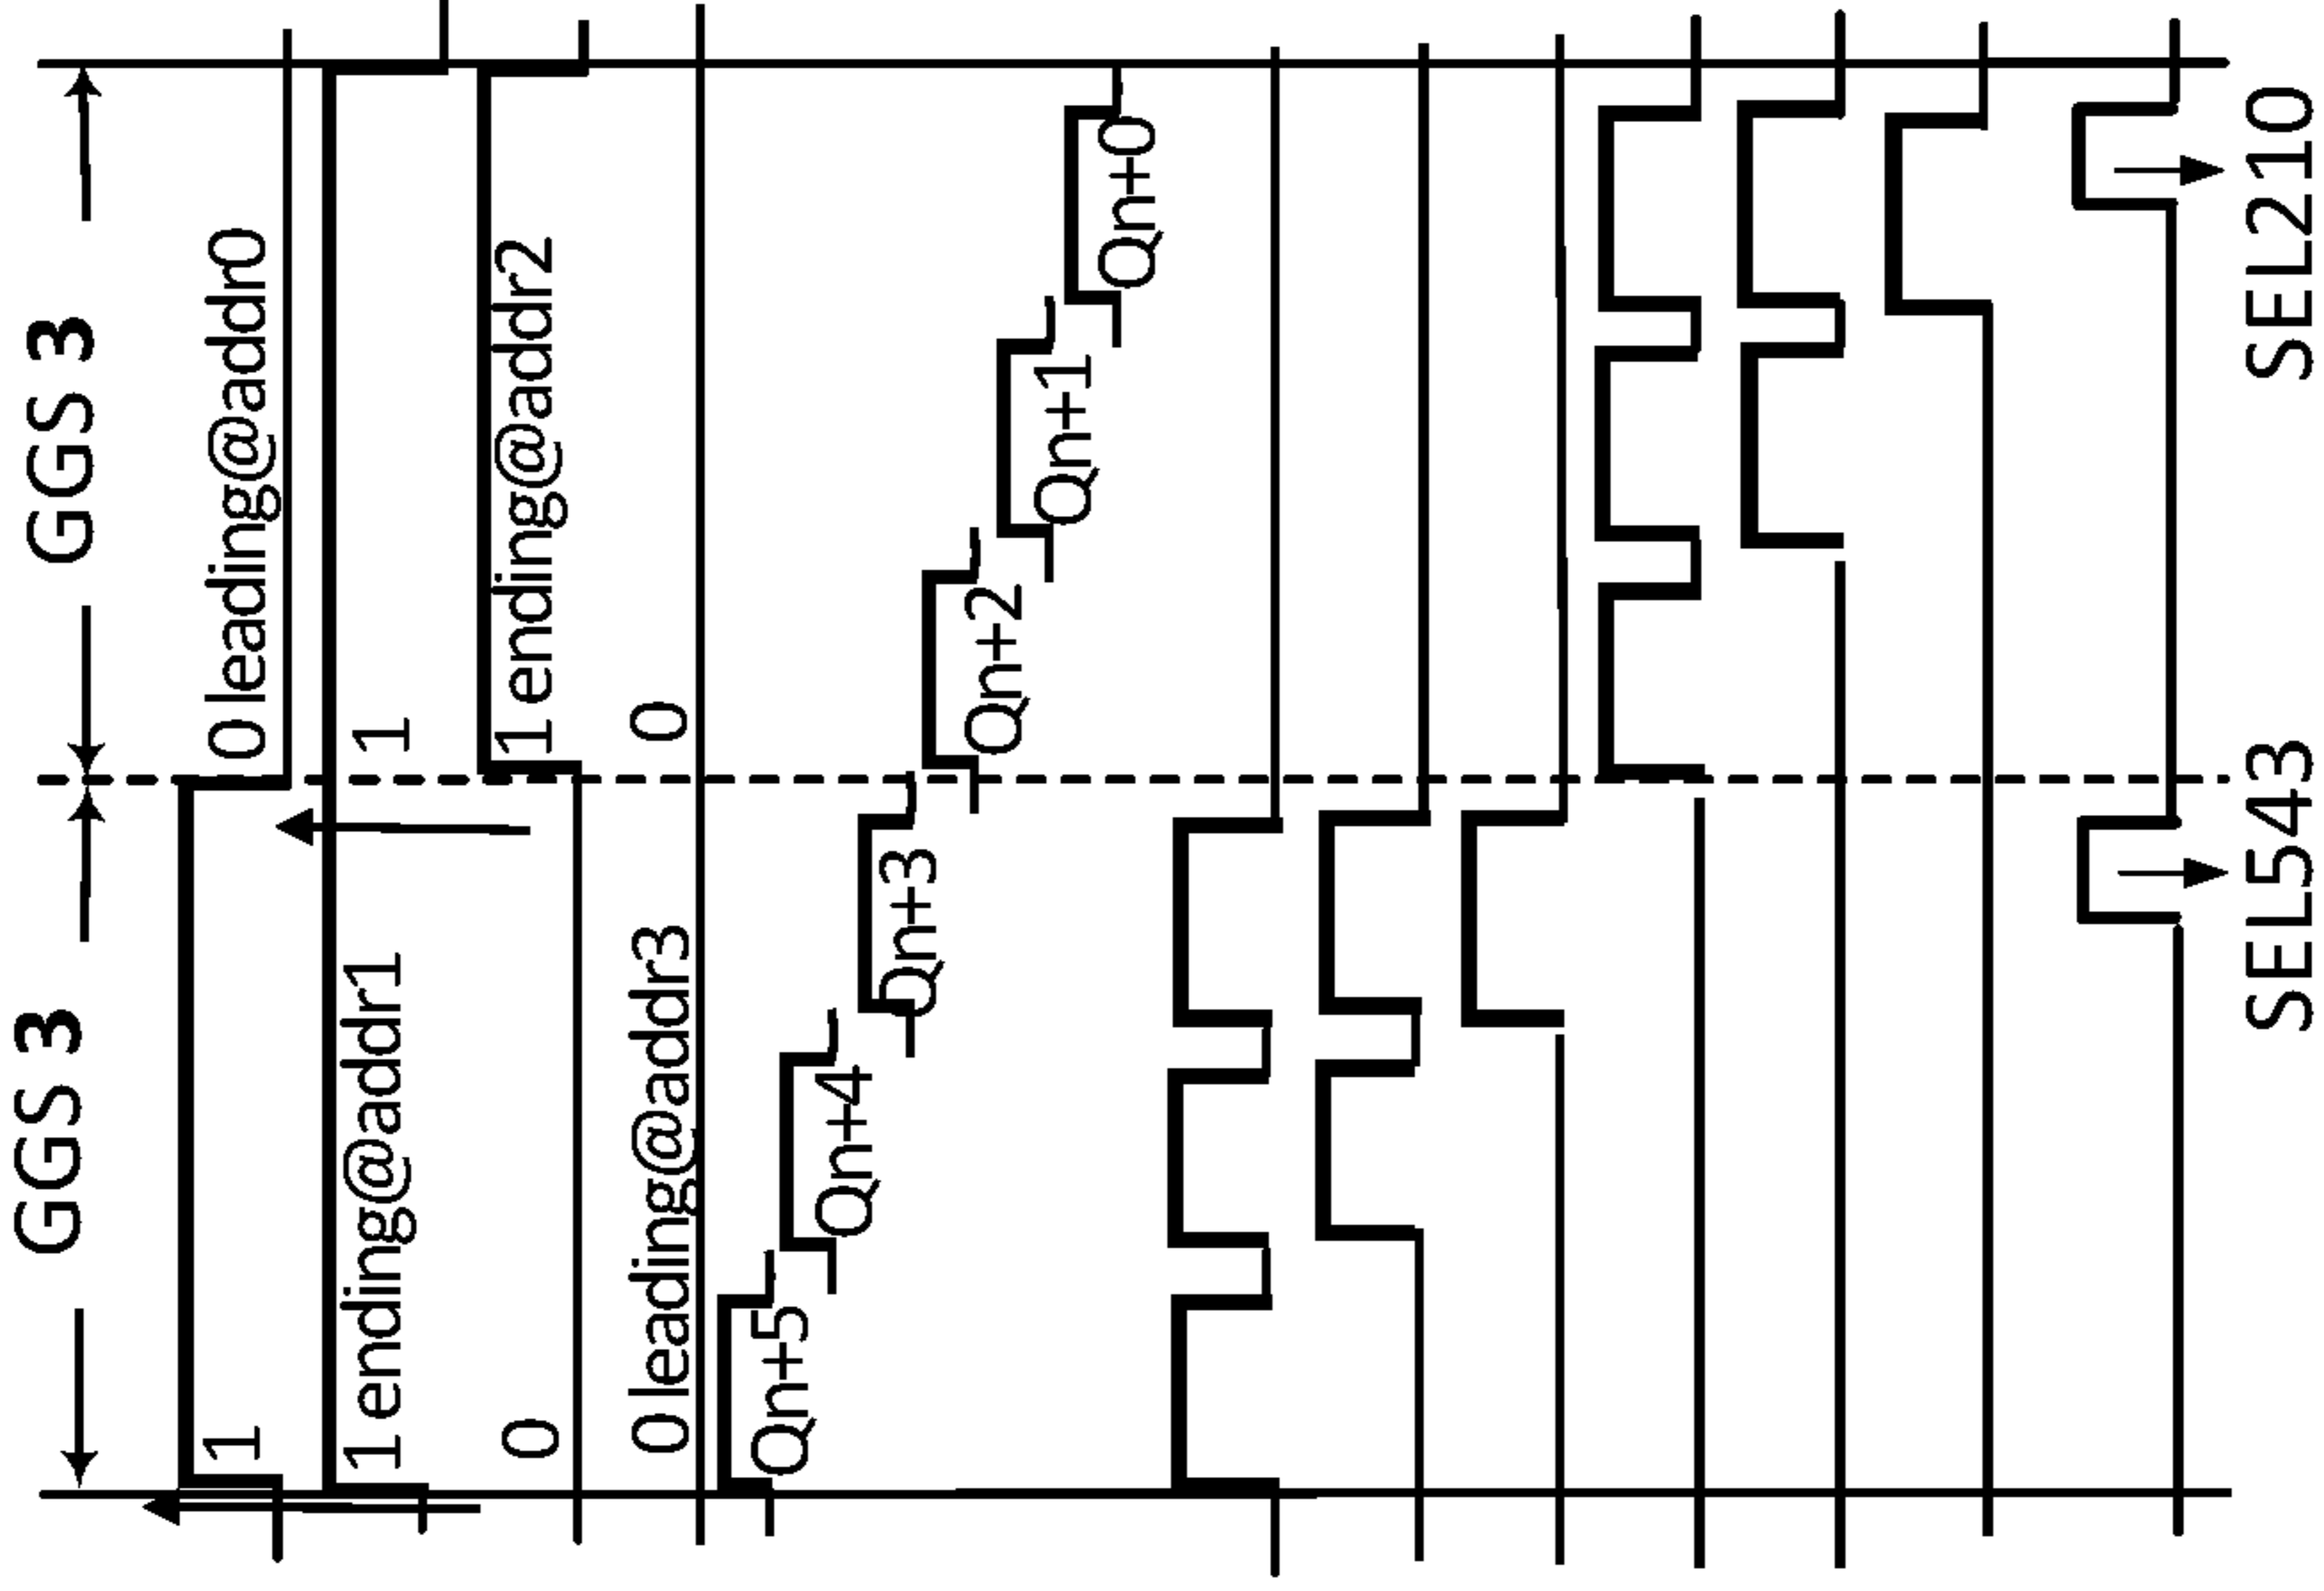 GGS 3
GGS 3
1
0 leading@addr0
1 ending@addr1
1
0
1 ending@addr2
0 leading@addr3
0
Qn+5
Qn+4
Qn+3
Qn+2
Qn+1
Qn+0
SEL543
SEL210